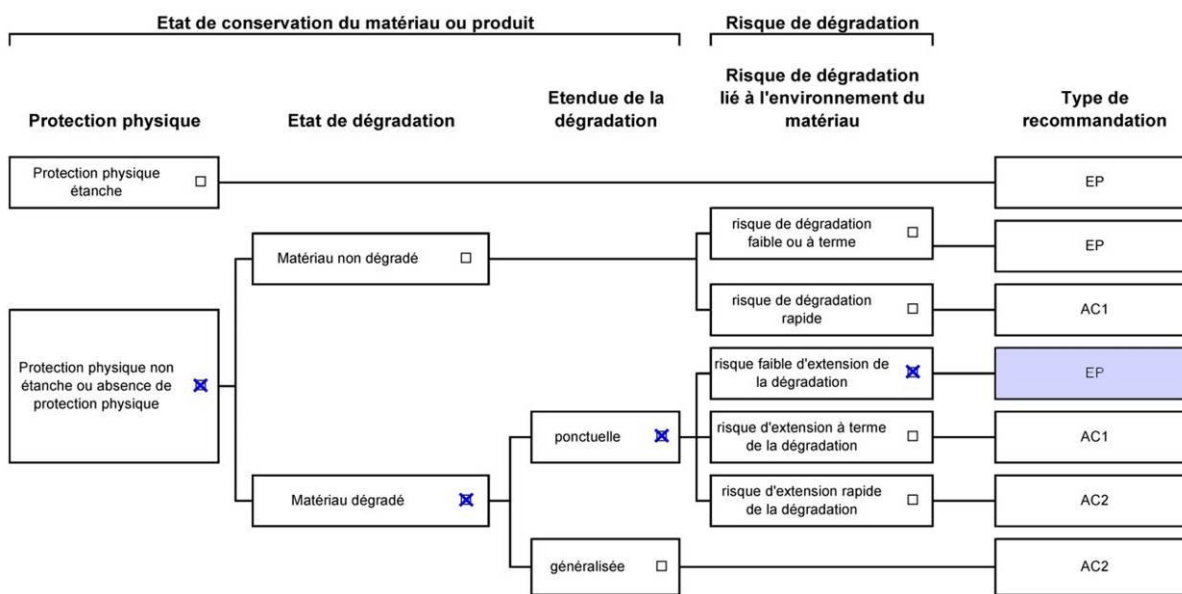 Etat de conservation du matériau ou produit
Risque de dégradation
Protection physique
Etat de dégradation
Etendue de la
dégradation
Risque de dégradation
lié à l'environnement du
matériau
Type de
recommandation
Protection physique
étanche
EP
risque de dégradation
faible ou à terme
EP
Matériau non dégradé
risque de dégradation
rapide
AC1
Protection physique non
étanche ou absence de
protection physique
risque faible d'extension de
la dégradation
EP
ponctuelle
risque d'extension à terme
de la dégradation
AC1
Matériau dégradé
risque d'extension rapide
de la dégradation
AC2
généralisée
AC2